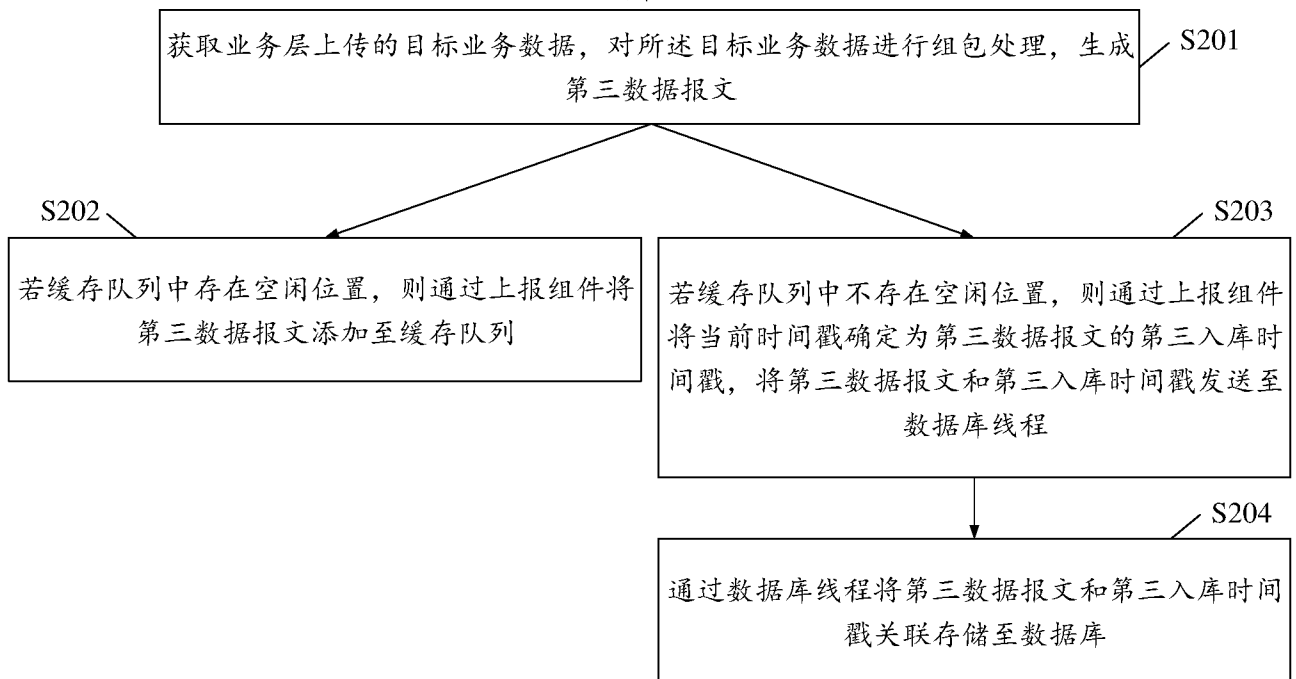 获取业务层上传的目标业务数据，对所述目标业务数据进行组包处理，生成
第三数据报文
S201
S202
若缓存队列中存在空闲位置，则通过上报组件将
第三数据报文添加至缓存队列
S203
若缓存队列中不存在空闲位置，则通过上报组件
将当前时间戳确定为第三数据报文的第三入库时
间戳，将第三数据报文和第三入库时间戳发送至
数据库线程
S204
通过数据库线程将第三数据报文和第三入库时间
戳关联存储至数据库